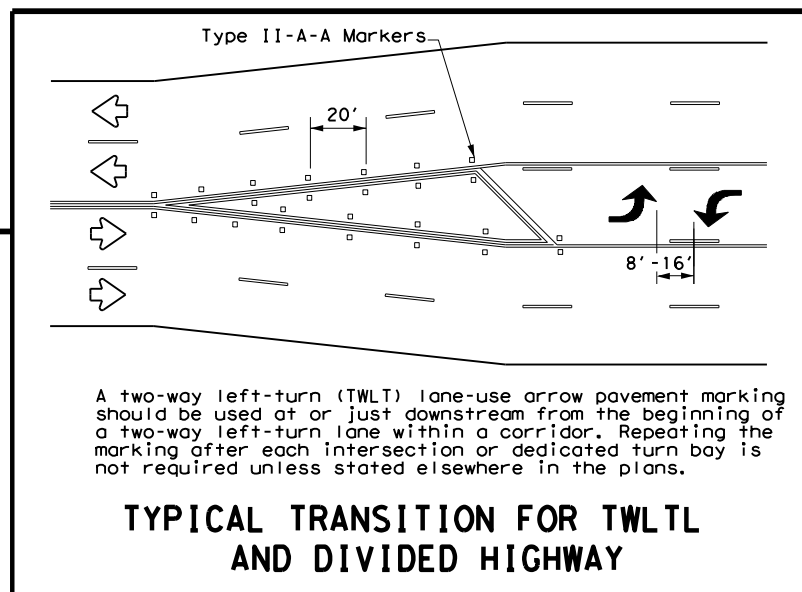 Type II-A-A Markers
20'
8' -16'
A two-way left-turn (TWLT) lane-use arrow pavement marking
should be used at or just downstream from the beginning of
a two-way left-turn lane within a corridor. Repeating the
marking after each intersection or dedicated turn bay is
not required unless stated elsewhere in the plans.
TYPICAL TRANSITION FOR TWLTL
AND DIVIDED HIGHWAY